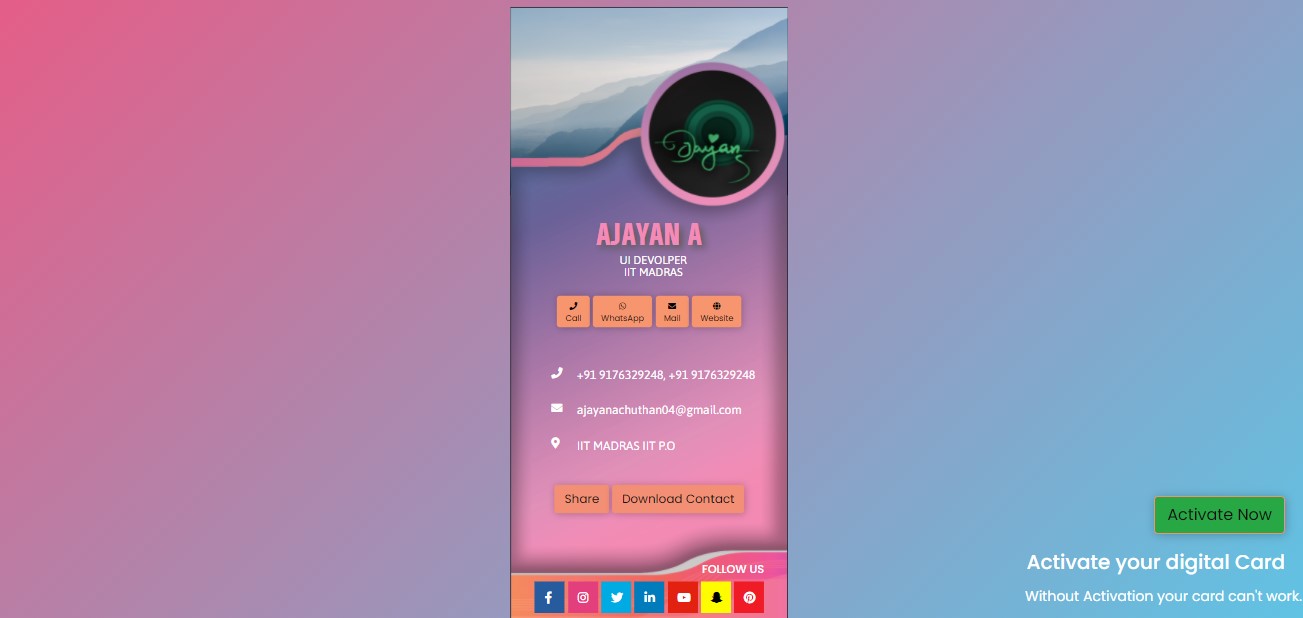 Jayan
AJAYAN A
UI DEVOLPER
IIT MADRAS
Call WhatsApp Mail Website
+91 9176329248, +91 9176329248
ajayanachuthan04@gmail.com
IIT MADRAS IIT P.O
Share Download Contact
FOLLOW US
Activate Now
Activate your digital Card
Without Activation your card can't work.